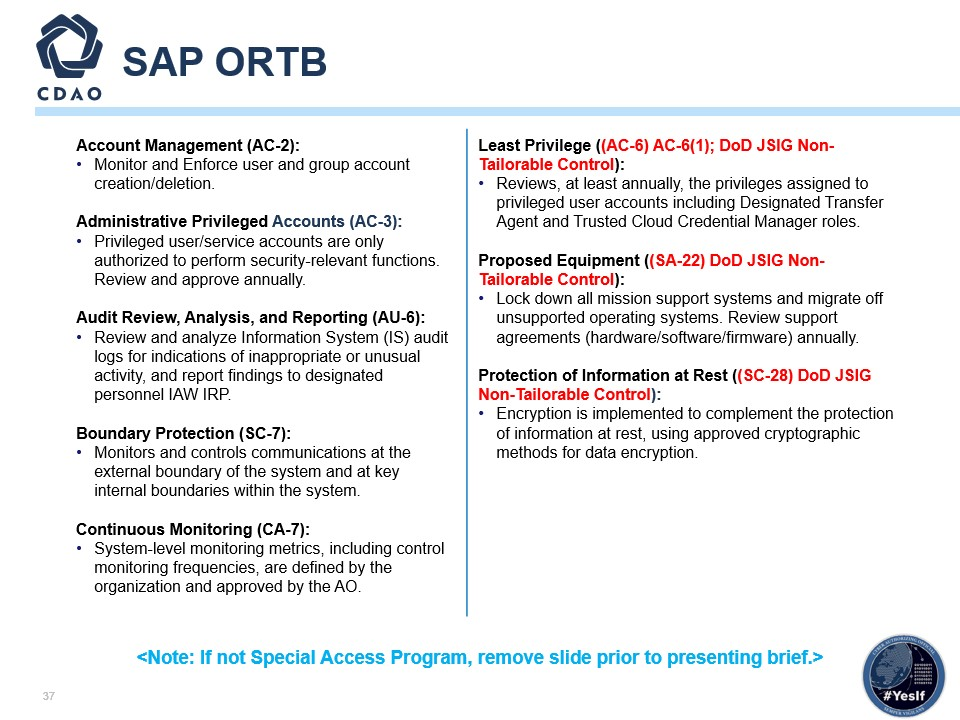 CDAO
SAP ORTB
Account Management (AC-2):
• Monitor and Enforce user and group account
creation/deletion.
Administrative Privileged Accounts (AC-3):
• Privileged user/service accounts are only
authorized to perform security-relevant functions.
Review and approve annually.
Audit Review, Analysis, and Reporting (AU-6):
• Review and analyze Information System (IS) audit
logs for indications of inappropriate or unusual
activity, and report findings to designated
personnel IAW IRP.
Boundary Protection (SC-7):
• Monitors and controls communications at the
external boundary of the system and at key
internal boundaries within the system.
Continuous Monitoring (CA-7):
• System-level monitoring metrics, including control
monitoring frequencies, are defined by the
organization and approved by the AO.
Least Privilege ((AC-6) AC-6(1); DoD JSIG Non-
Tailorable Control):
• Reviews, at least annually, the privileges assigned to
privileged user accounts including Designated Transfer
Agent and Trusted Cloud Credential Manager roles.
Proposed Equipment ((SA-22) DoD JSIG Non-
Tailorable Control):
• Lock down all mission support systems and migrate off
unsupported operating systems. Review support
agreements (hardware/software/firmware) annually.
Protection of Information at Rest ((SC-28) DoD JSIG
Non-Tailorable Control):
• Encryption is implemented to complement the protection
of information at rest, using approved cryptographic
methods for data encryption.
<Note: If not Special Access Program, remove slide prior to presenting brief.>
#YesIf
37